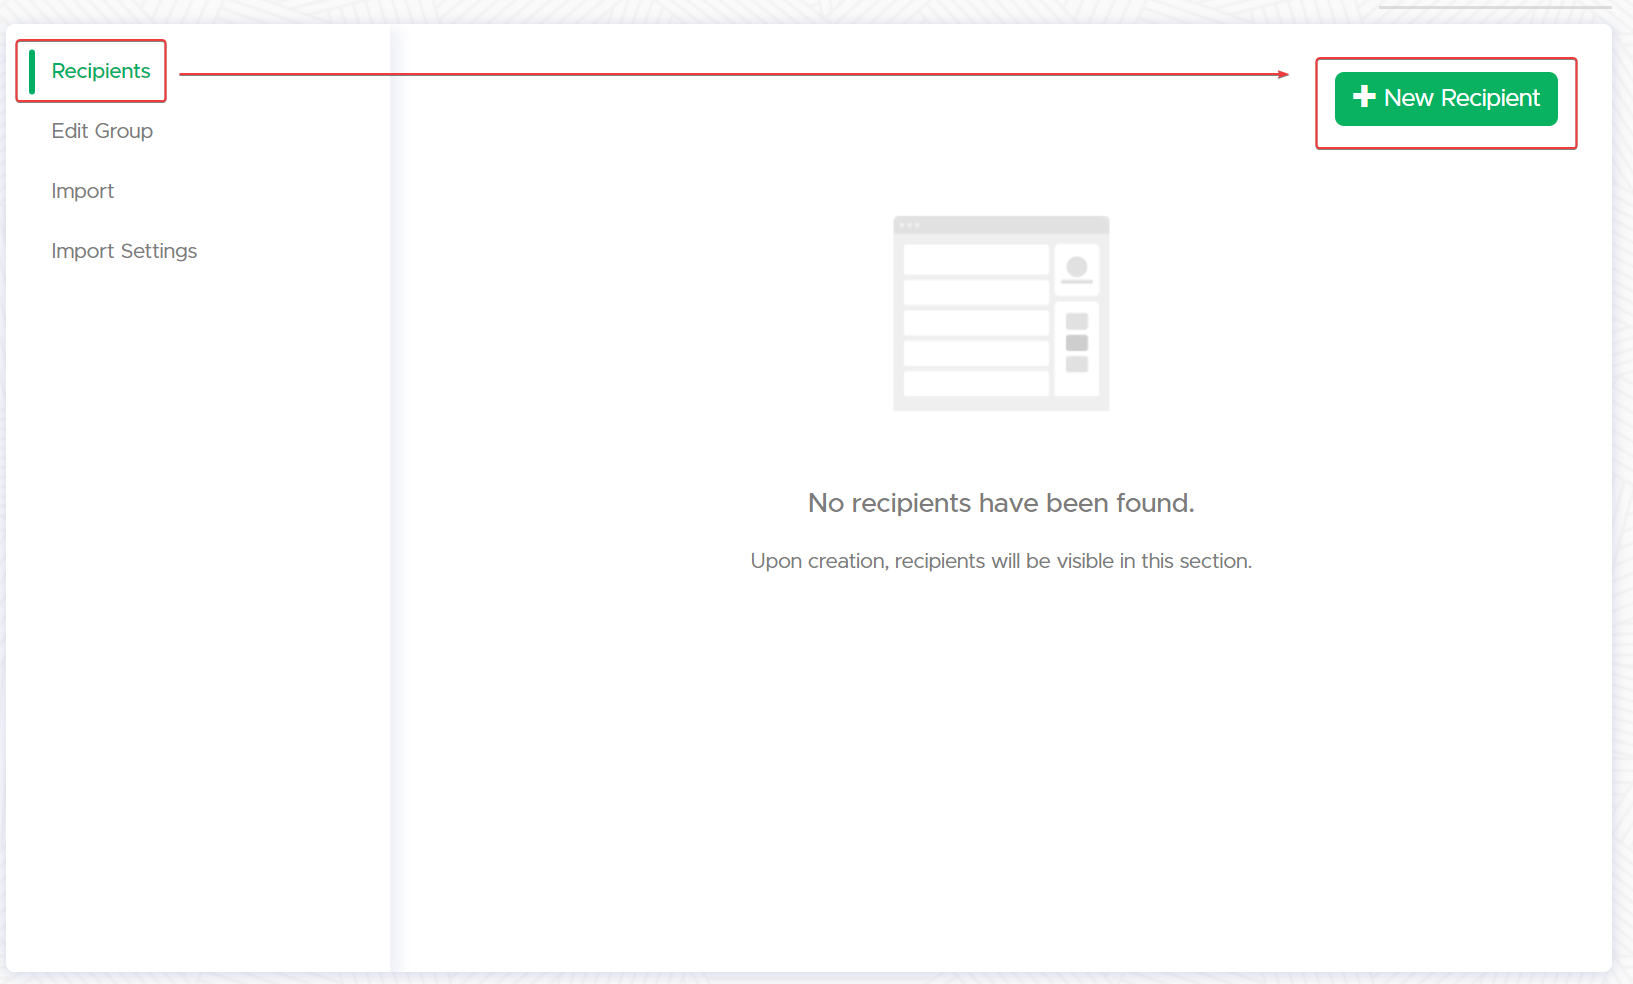 Recipients
Edit Group
Import
Import Settings
New Recipient
No recipients have been found.
Upon creation, recipients will be visible in this section.